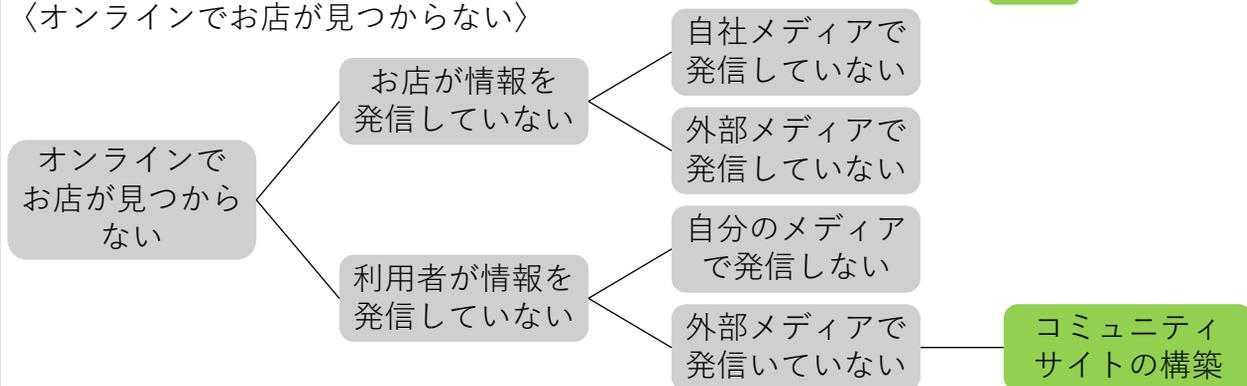 〈オンラインでお店が見つからない〉
オンラインで
お店が見つから
ない
お店が情報を
発信していない
自社メディアで
発信していない
外部メディアで
発信していない
利用者が情報を
発信していない
自分のメディア
で発信しない
外部メディアで
発信いていない
コミュニティ
サイトの構築